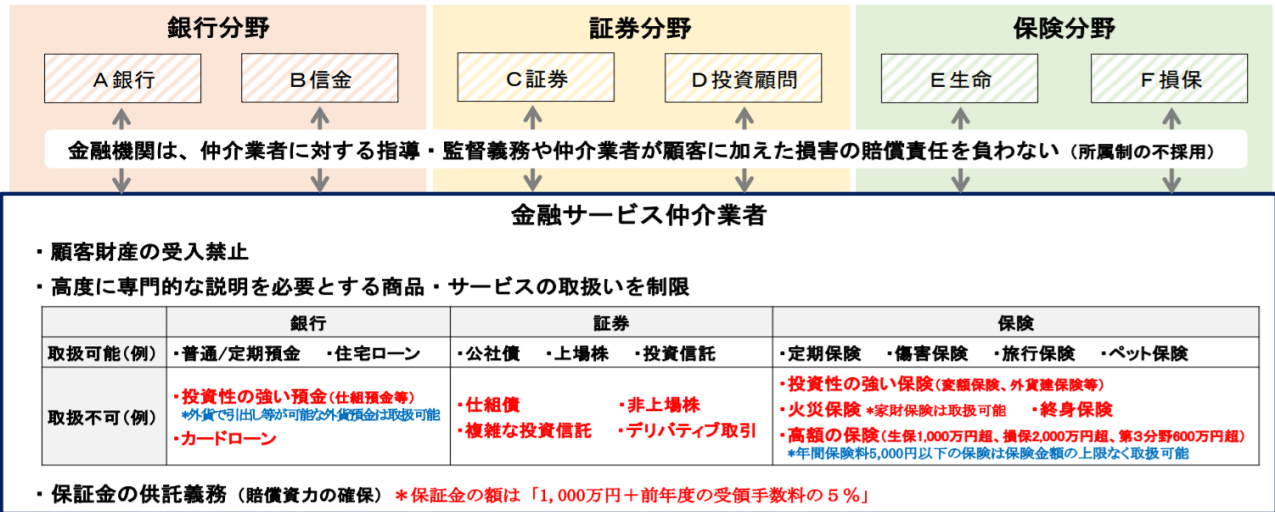 銀行分野 証券分野 保険分野
A銀行 B信金 C証券 D投資顧問 E生命 F損保
金融機関は、仲介業者に対する指導・監督義務や仲介業者が顧客に加えた損害の賠償責任を負わない（所属制の不採用）
金融サービス仲介業者
・顧客財産の受入禁止
・高度に専門的な説明を必要とする商品・サービスの取扱いを制限
銀行 証券 保険
取扱可能(例) ・普通/定期預金 ・住宅ローン ・公社債 ・上場株 ・投資信託 ・定期保険 ・傷害保険 ・旅行保険 ・ペット保険
取扱不可(例)
・投資性の強い預金(仕組預金等)
*外貨で引出し等が可能な外貨預金は取扱可能
・カードローン
・仕組債 ・非上場株
・複雑な投資信託 ・デリバティブ取引
・投資性の強い保険(変額保険、外貨建保険等)
・火災保険 *家財保険は取扱可能 ・終身保険
・高額の保険(生保1,000万円超、損保2,000万円超、第3分野600万円超)
*年間保険料5,000円以下の保険は保険金額の上限なく取扱可能
・保証金の供託義務（賠償資力の確保）＊保証金の額は「1,000万円＋前年度の受領手数料の５％」